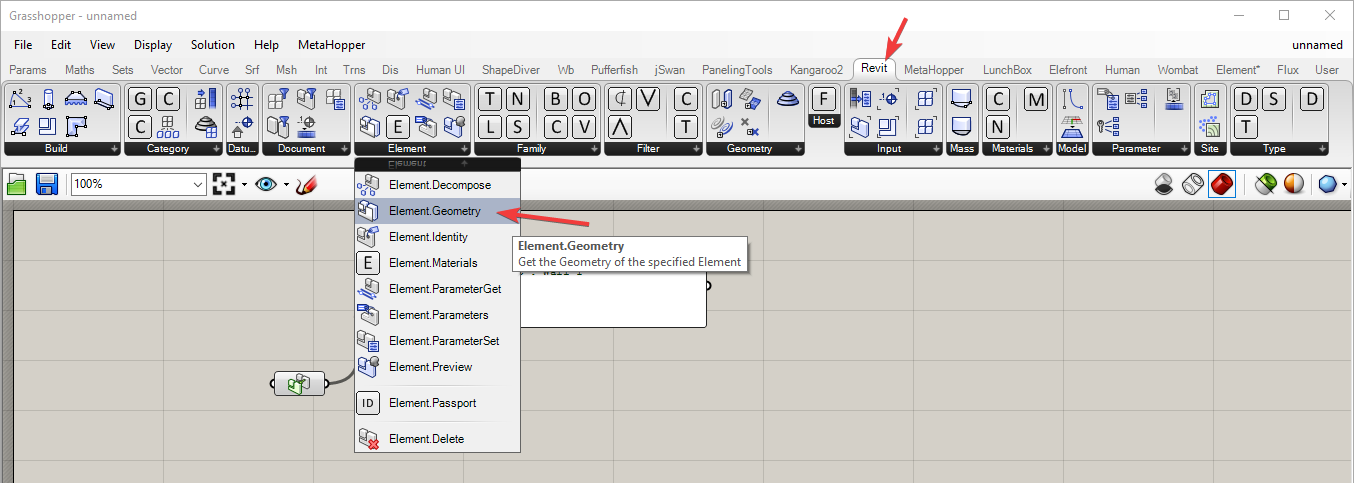 Grasshopper - unnamed
File Edit View Display Solution Help MetaHopper unnamed
Params Maths Sets Vector Curve Srf Msh Int Trns Dis Human UI ShapeDiver Wb Pufferfish jSwan PanelingTools Kangaroo2 Revit MetaHopper LunchBox Elefront Human Wombat Element* Flux User
G C T N B O C F C M D S D
C E L S C V T N T
Host
Build Category Datu... Document Element Family Filter Geometry Input Mass Materials Model Parameter Site Type
100%
Element.Decompose
Element.Geometry
Element.Identity
Element.Geometry
Get the Geometry of the specified Element
E Element.Materials
Element.ParameterGet
Element.Parameters
Element.ParameterSet
Element.Preview
ID Element.Passport
Element.Delete